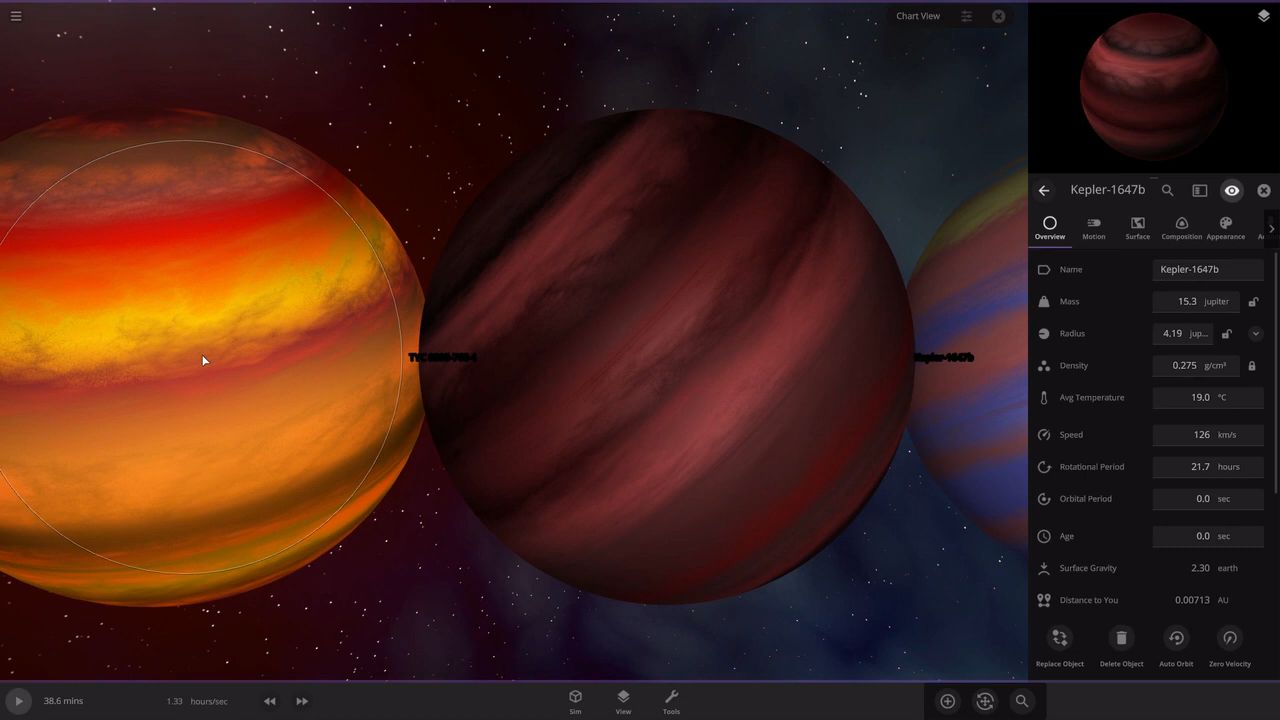 Chart View
Kepler-1647b
Overview
Motion
Surface
Composition
Appearance
Name Kepler-1647b
Mass 15.3 jupiter
Radius 4.19 jup...
Density 0.275 g/cm³
Avg Temperature 19.0 °C
Speed 126 km/s
Rotational Period 21.7 hours
Orbital Period 0.0 sec
Age 0.0 sec
Surface Gravity 2.30 earth
Distance to You 0.00713 AU
Replace Object
Delete Object
Auto Orbit
Zero Velocity
Kepler-1647b
38.6 mins
1.33 hours/sec
Sim
View
Tools